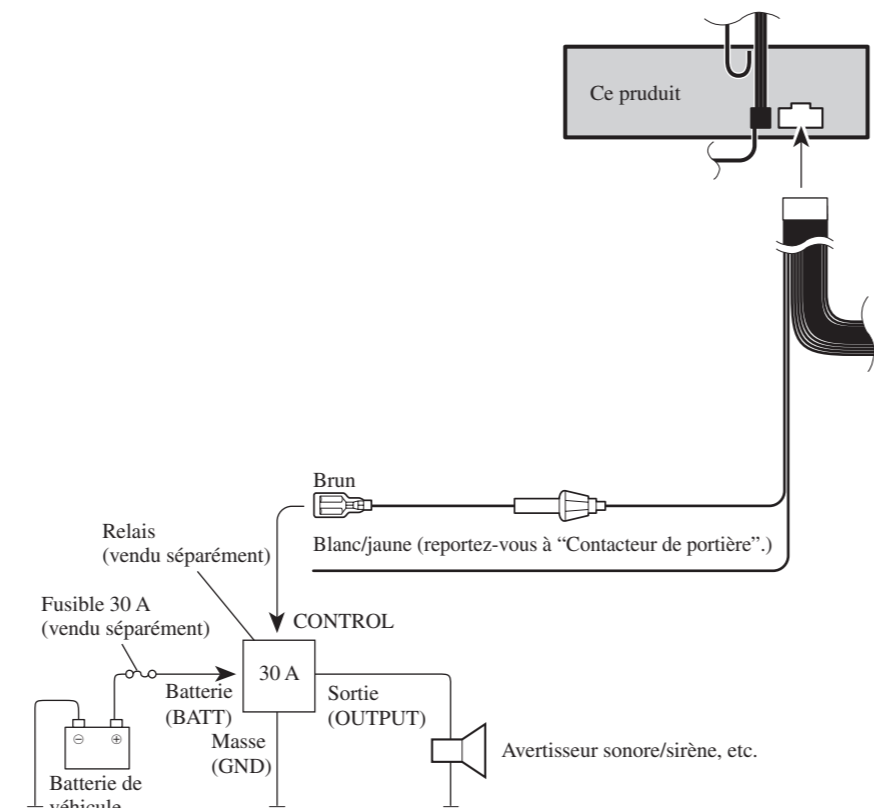 Ce pruduit
Brun
Blanc/jaune (reportez-vous à “Contacteur de portière”.)
Relais
(vendu séparément)
Fusible 30 A
(vendu séparément)
CONTROL
30 A
Batterie
(BATT)
Sortie
(OUTPUT)
Masse
(GND)
Avertisseur sonore/sirène, etc.
Batterie de
véhicule